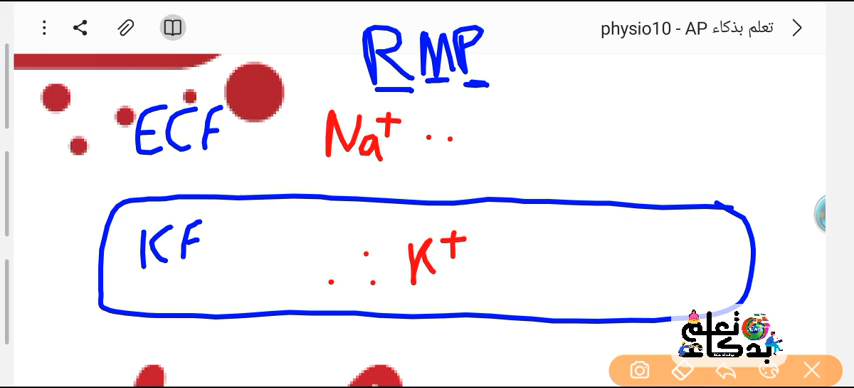 تعلم بذكاء physio10 - AP
RMP
ECF Na+ ..
KF K+
تعلم
بذكاء